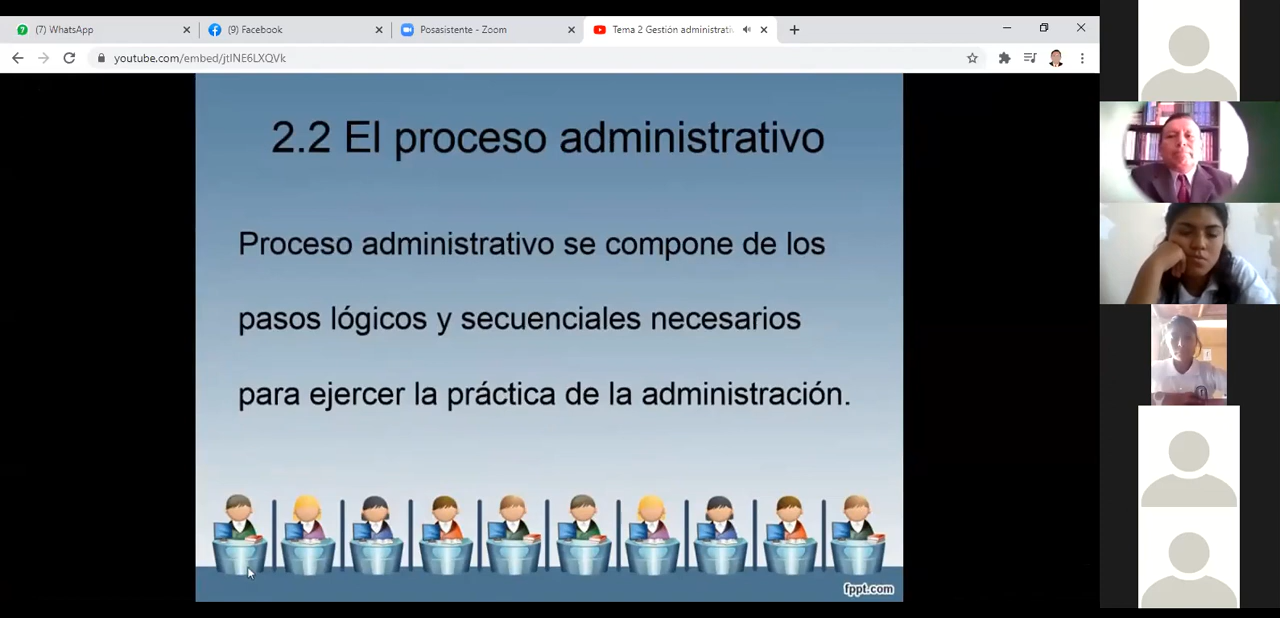 (7) WhatsApp
(9) Facebook
Posasistente - Zoom
Tema 2 Gestión administrati
youtube.com/embed/jtlNE6LXQVk
2.2 El proceso administrativo
Proceso administrativo se compone de los
pasos lógicos y secuenciales necesarios
para ejercer la práctica de la administración.
fppt.com